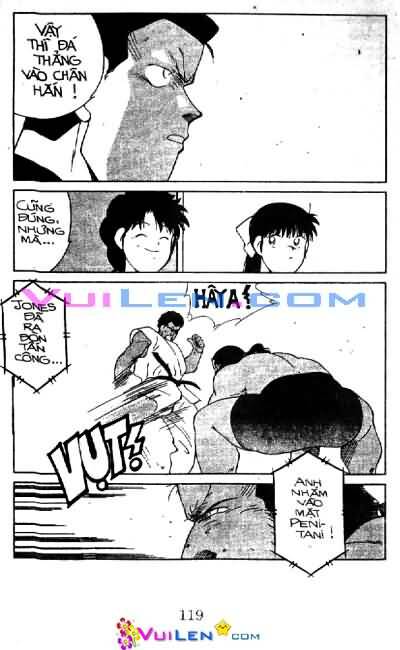 VẬY
THÌ ĐÁ
THẲNG
VÀO CHÂN
HẮN !
CŨNG
ĐÚNG,
NHƯNG
MÀ...
VUILEN.COM
HÂYA!
JONES
ĐÃ
RA
ĐÒN
TẤN
CÔNG...
VỤT!!
ANH
NHẮM
VÀO
MẶT
PENI-
TANI !
119
VUILEN.COM